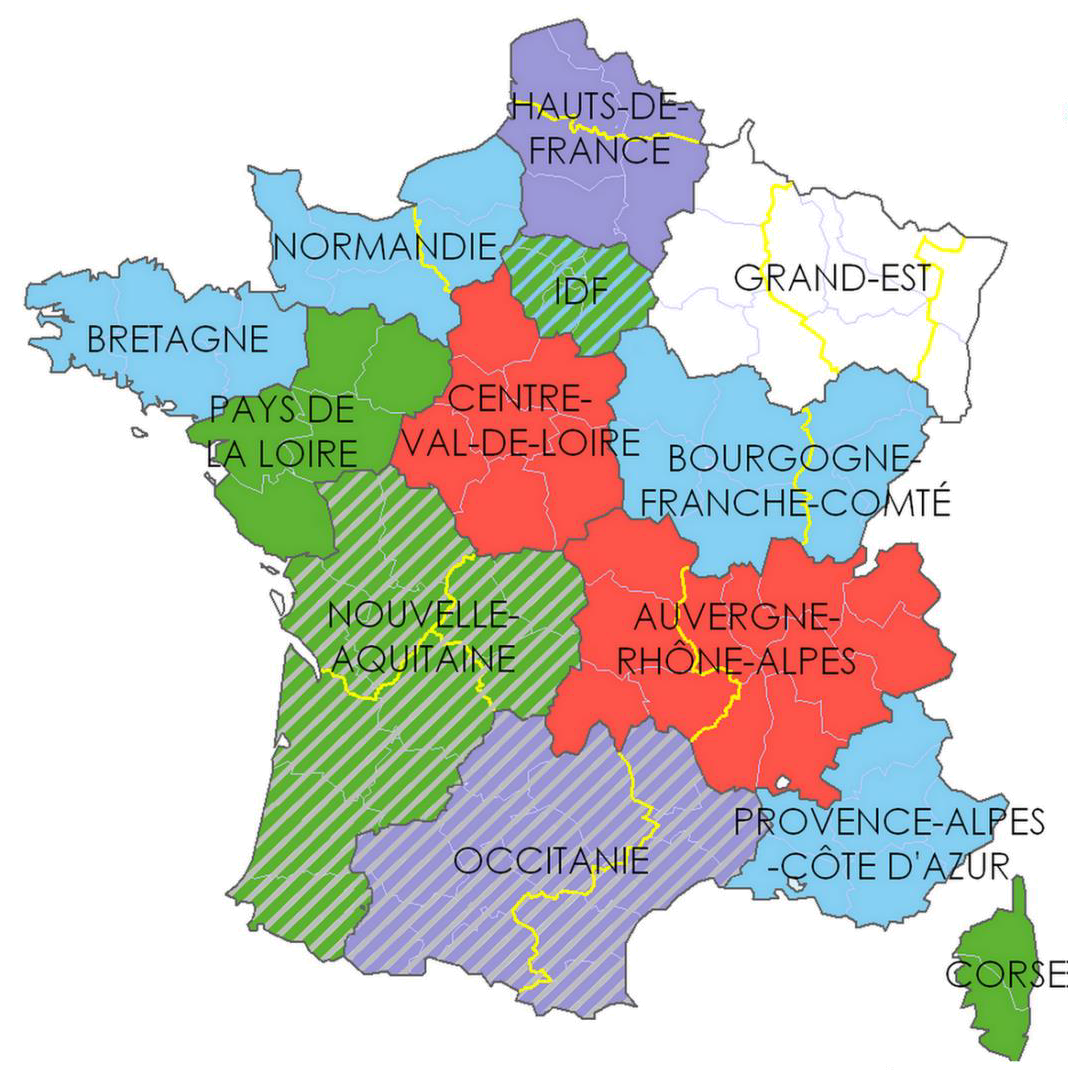 HAUTS-DE-
FRANCE
NORMANDIE
IDF
GRAND-EST
BRETAGNE
PAYS DE
LA LOIRE
CENTRE-
VAL-DE-LOIRE
BOURGOGNE-
FRANCHE-COMTÉ
NOUVELLE-
AQUITAINE
AUVERGNE-
RHÔNE-ALPES
OCCITANIE
PROVENCE-ALPES
-CÔTE D'AZUR
CORSE